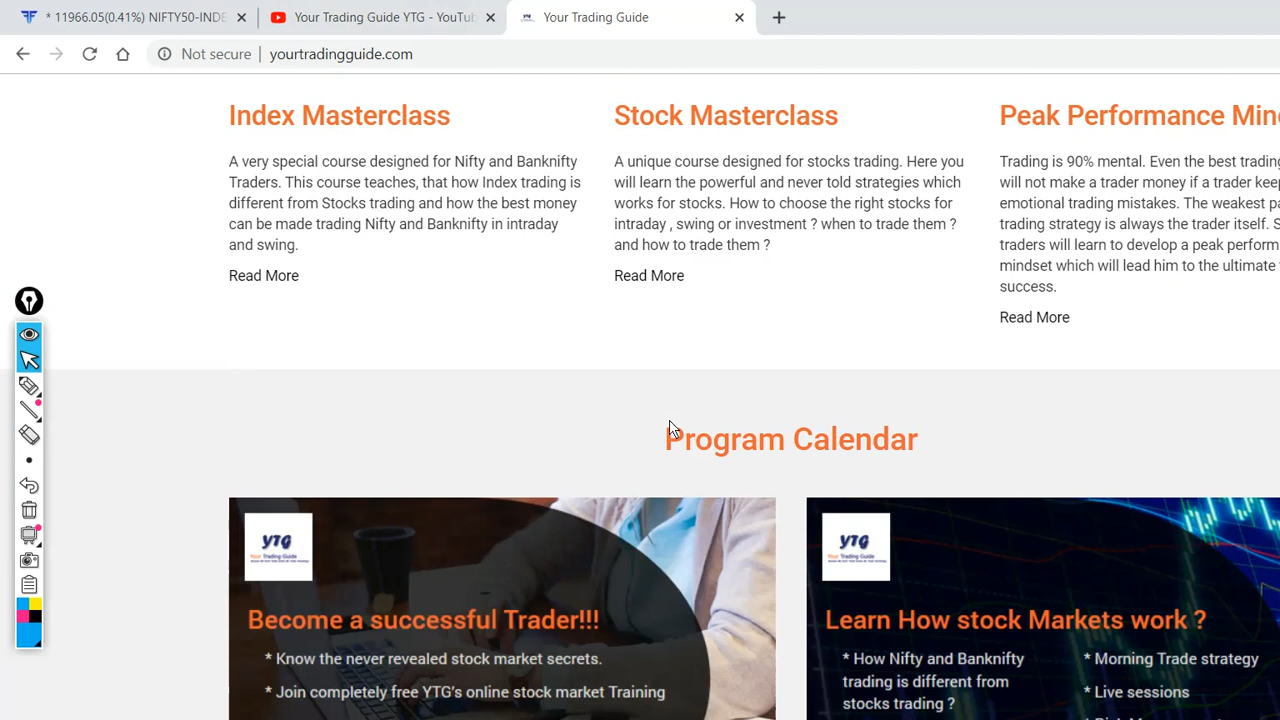 * 11966.05(0.41%) NIFTY50-INDE
Your Trading Guide YTG - YouTub
Your Trading Guide
Not secure
yourtradingguide.com
Index Masterclass
A very special course designed for Nifty and Banknifty
Traders. This course teaches, that how Index trading is
different from Stocks trading and how the best money
can be made trading Nifty and Banknifty in intraday
and swing.
Read More
Stock Masterclass
A unique course designed for stocks trading. Here you
will learn the powerful and never told strategies which
works for stocks. How to choose the right stocks for
intraday , swing or investment ? when to trade them ?
and how to trade them ?
Read More
Peak Performance Min
Trading is 90% mental. Even the best trading
will not make a trader money if a trader keep
emotional trading mistakes. The weakest pa
trading strategy is always the trader itself. S
traders will learn to develop a peak perform
mindset which will lead him to the ultimate
success.
Read More
Program Calendar
YTG
Your Trading Guide
Become a successful Trader!!!
* Know the never revealed stock market secrets.
* Join completely free YTG's online stock market Training
YTG
Your Trading Guide
Learn How stock Markets work ?
* How Nifty and Banknifty
trading is different from
stocks trading ?
* Morning Trade strategy
* Live sessions